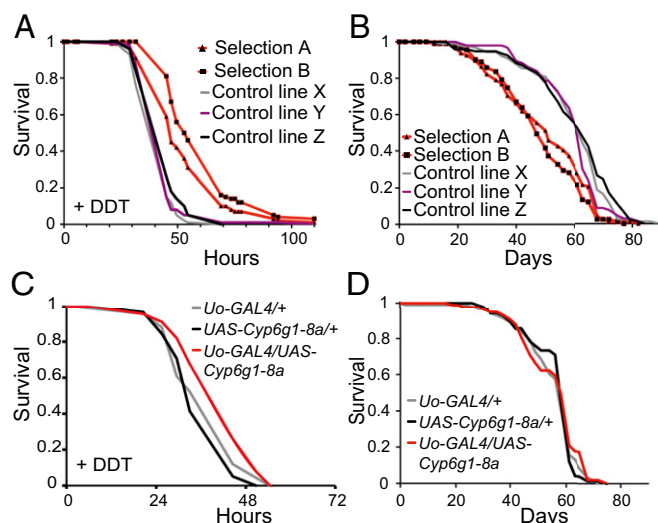 A
1
0.8
0.6
0.4
0.2
0
Survival
Selection A
Selection B
Control line X
Control line Y
Control line Z
+ DDT
0
50
100
Hours
B
1
0.8
0.6
0.4
0.2
0
Survival
Selection A
Selection B
Control line X
Control line Y
Control line Z
0
20
40
60
80
Days
C
1
0.8
0.6
0.4
0.2
0
Survival
Uo-GAL4/+
UAS-Cyp6g1-8a/+
Uo-GAL4/UAS-
Cyp6g1-8a
+ DDT
0
24
48
72
Hours
D
1
0.8
0.6
0.4
0.2
0
Survival
Uo-GAL4/+
UAS-Cyp6g1-8a/+
Uo-GAL4/UAS-
Cyp6g1-8a
0
20
40
60
80
Days